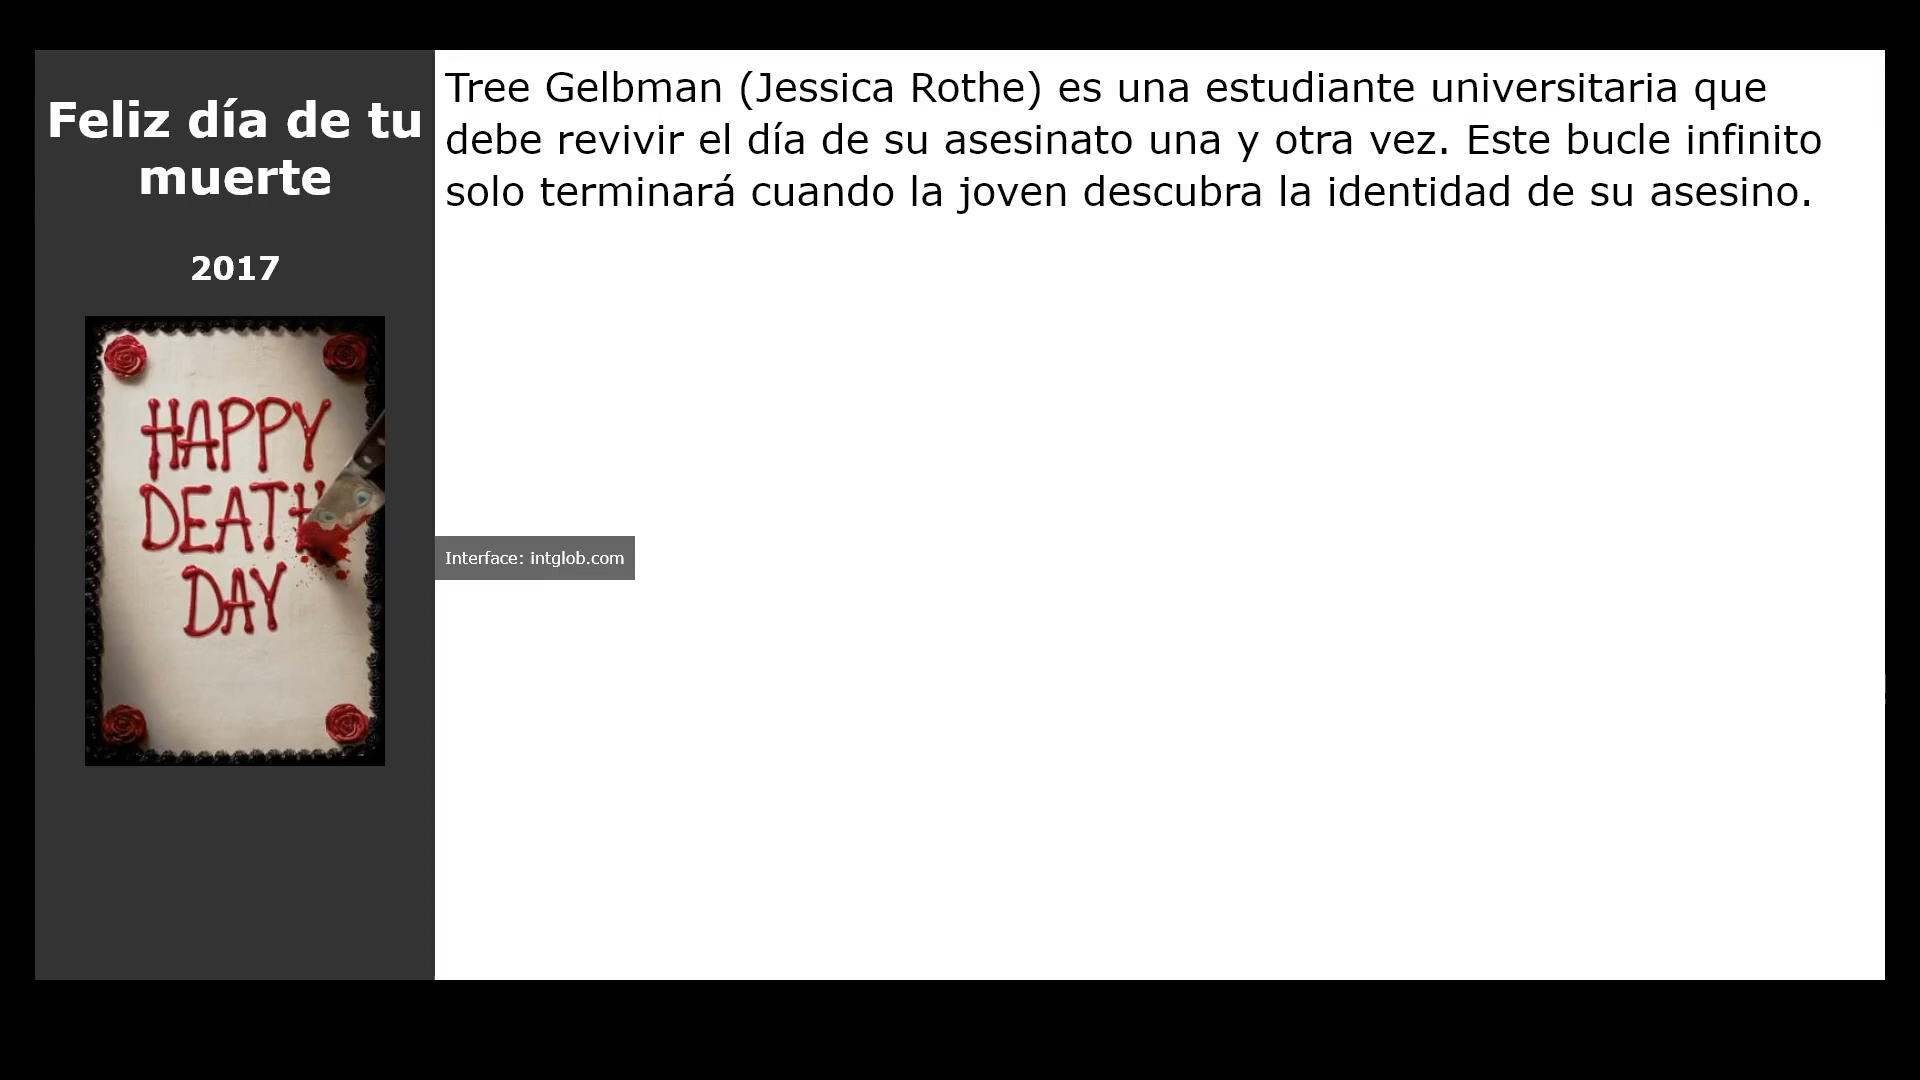 Feliz día de tu
muerte
2017
HAPPY
DEATH
DAY
Tree Gelbman (Jessica Rothe) es una estudiante universitaria que
debe revivir el día de su asesinato una y otra vez. Este bucle infinito
solo terminará cuando la joven descubra la identidad de su asesino.
Interface: intglob.com